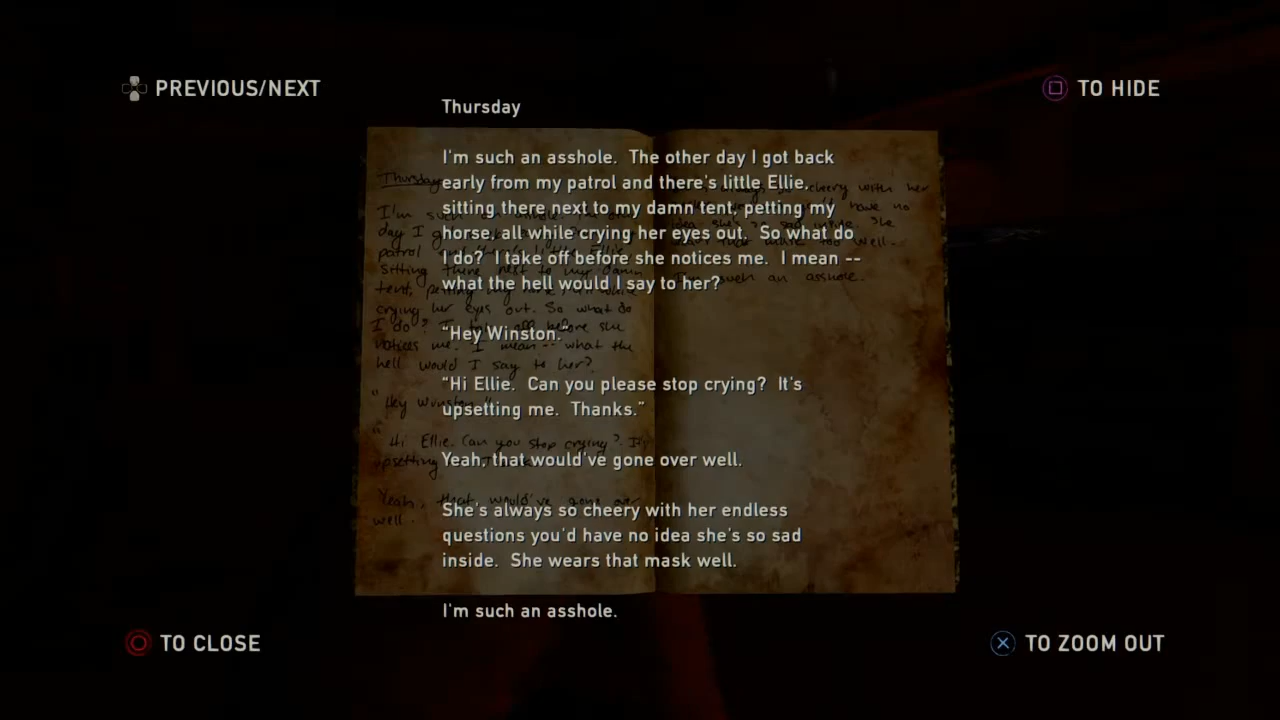 PREVIOUS/NEXT
TO HIDE
Thursday
I'm such an asshole.  The other day I got back
early from my patrol and there's little Ellie,
sitting there next to my damn tent, petting my
horse, all while crying her eyes out.  So what do
I do?  I take off before she notices me.  I mean --
what the hell would I say to her?
“Hey Winston.”
“Hi Ellie.  Can you please stop crying?  It's
upsetting me.  Thanks.”
Yeah, that would've gone over well.
She's always so cheery with her endless
questions you'd have no idea she's so sad
inside.  She wears that mask well.
I'm such an asshole.
TO CLOSE
TO ZOOM OUT